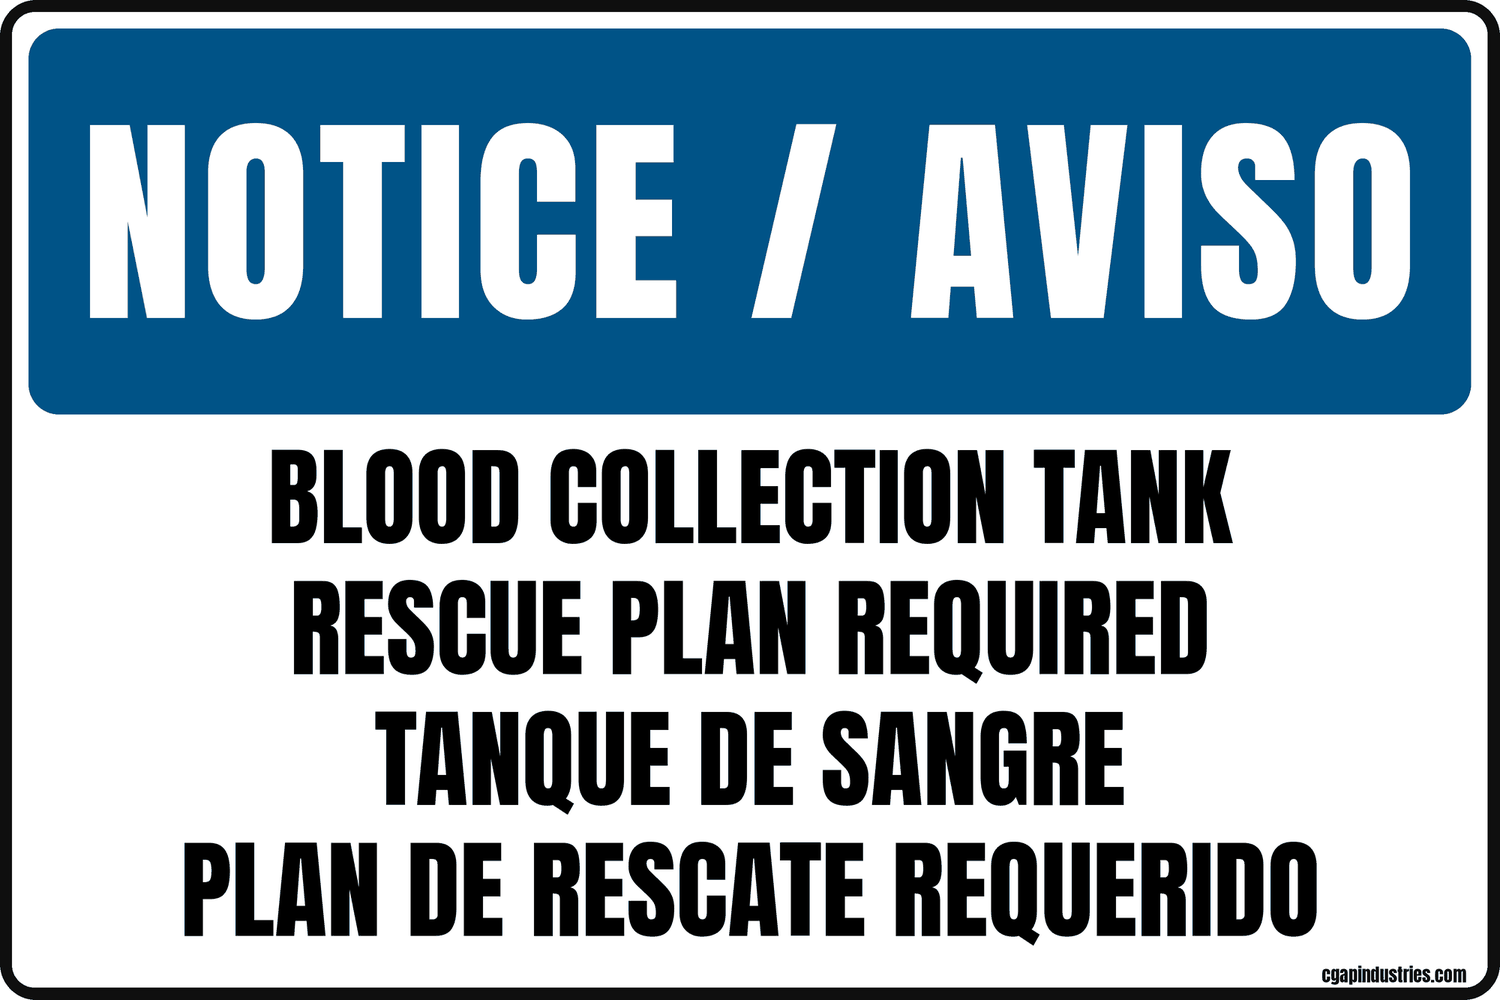 NOTICE / AVISO
BLOOD COLLECTION TANK
RESCUE PLAN REQUIRED
TANQUE DE SANGRE
PLAN DE RESCATE REQUERIDO
cgapindustries.com